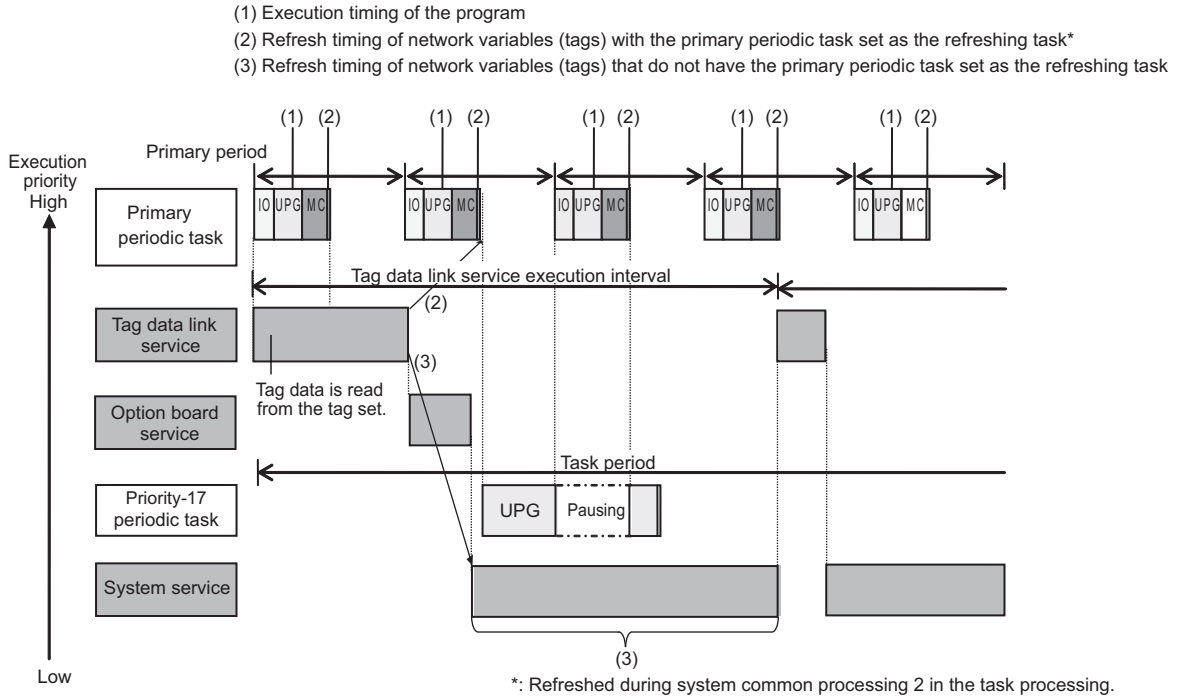 (1) Execution timing of the program
(2) Refresh timing of network variables (tags) with the primary periodic task set as the refreshing task*
(3) Refresh timing of network variables (tags) that do not have the primary periodic task set as the refreshing task
(1) (2) (1) (2) (1) (2) (1) (2) (1) (2)
Execution
priority
High
Primary period
Primary
periodic task
IO UPG MC IO UPG MC IO UPG MC IO UPG MC IO UPG MC
Tag data link service execution interval
(2)
Tag data link
service
(3)
Tag data is read
from the tag set.
Option board
service
Task period
Priority-17
periodic task
UPG
Pausing
System service
(3)
Low
*: Refreshed during system common processing 2 in the task processing.